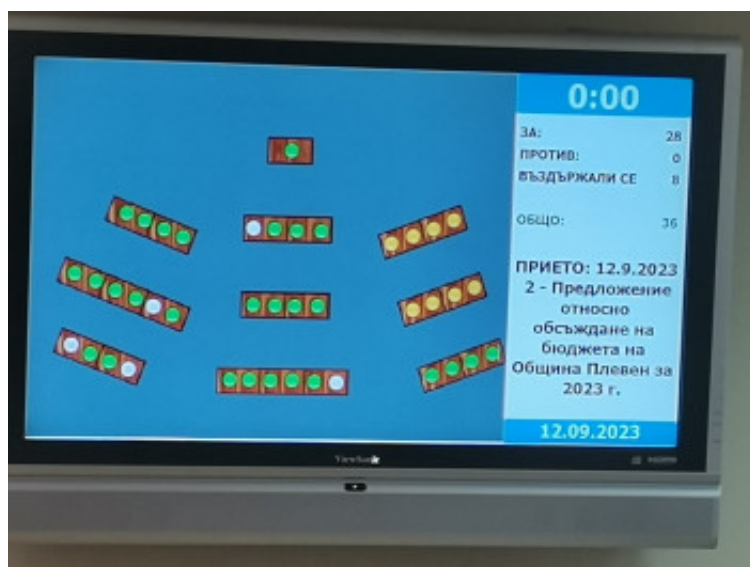 0:00
ЗА: 28
ПРОТИВ: 0
ВЪЗДЪРЖАЛИ СЕ 8
ОБЩО: 36
ПРИЕТО: 12.9.2023
2 - Предложение
относно
обсъждане на
бюджета на
Община Плевен за
2023 г.
12.09.2023
ViewSonic